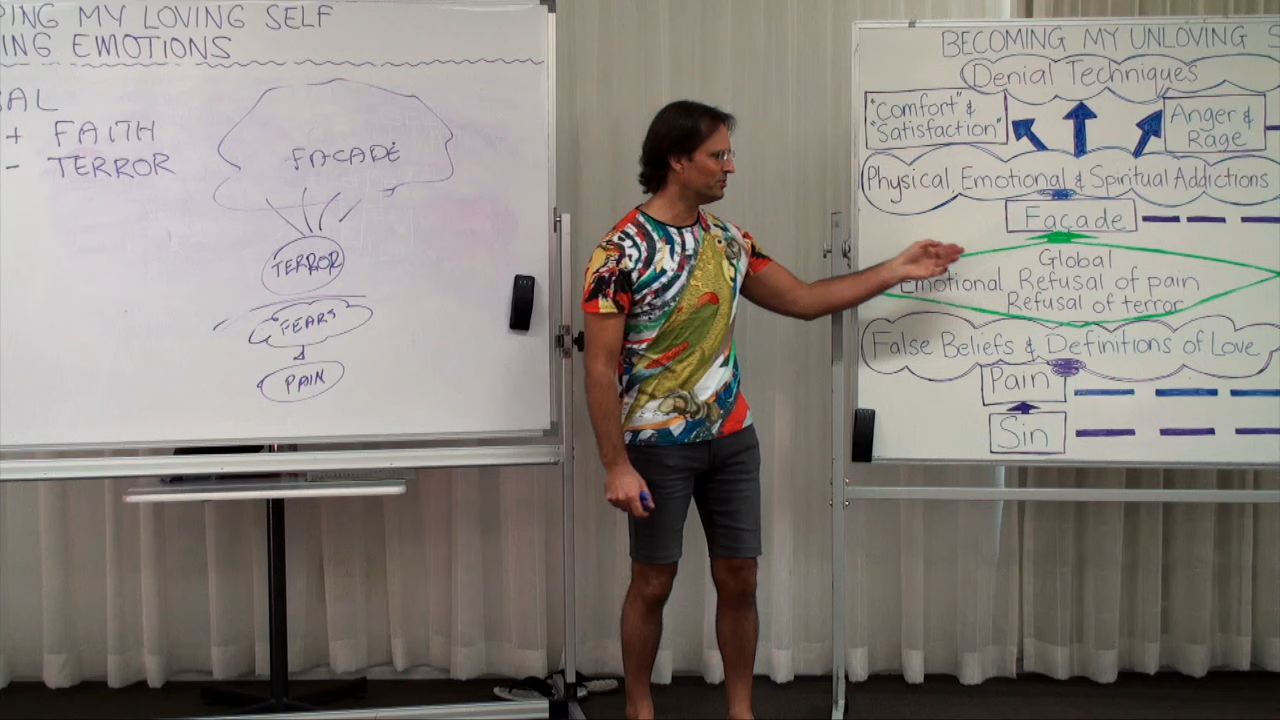 PING MY LOVING SELF
ING EMOTIONS
AL
+ FAITH
- TERROR
FACADE
TERROR
FEARS
PAIN
BECOMING MY UNLOVING S
Denial Techniques
"Comfort" &
"Satisfaction"
Anger &
Rage
Physical, Emotional & Spiritual Addictions
Façade
Global
Emotional Refusal of pain
Refusal of terror
False Beliefs & Definitions of Love
Pain
Sin